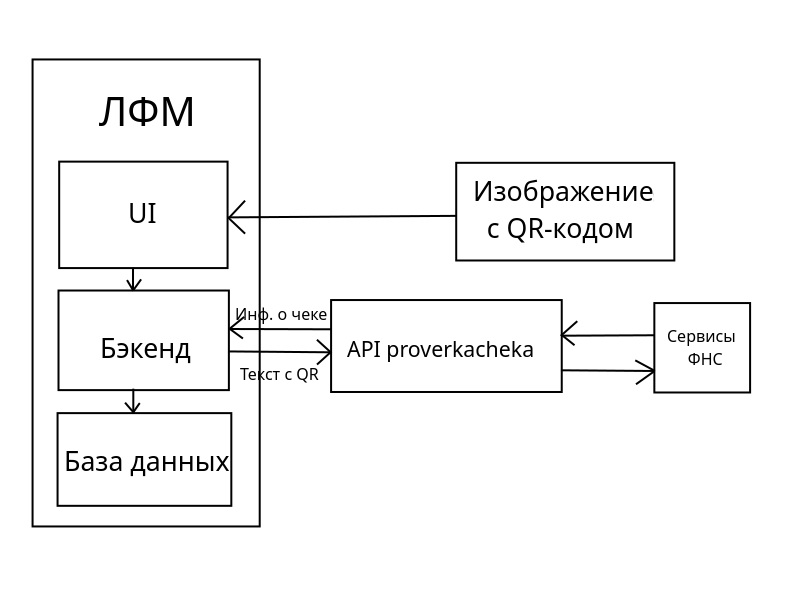 ЛФМ
UI
Изображение
с QR-кодом
Инф. о чеке
Бэкенд
API proverkacheka
Сервисы
ФНС
Текст с QR
База данных